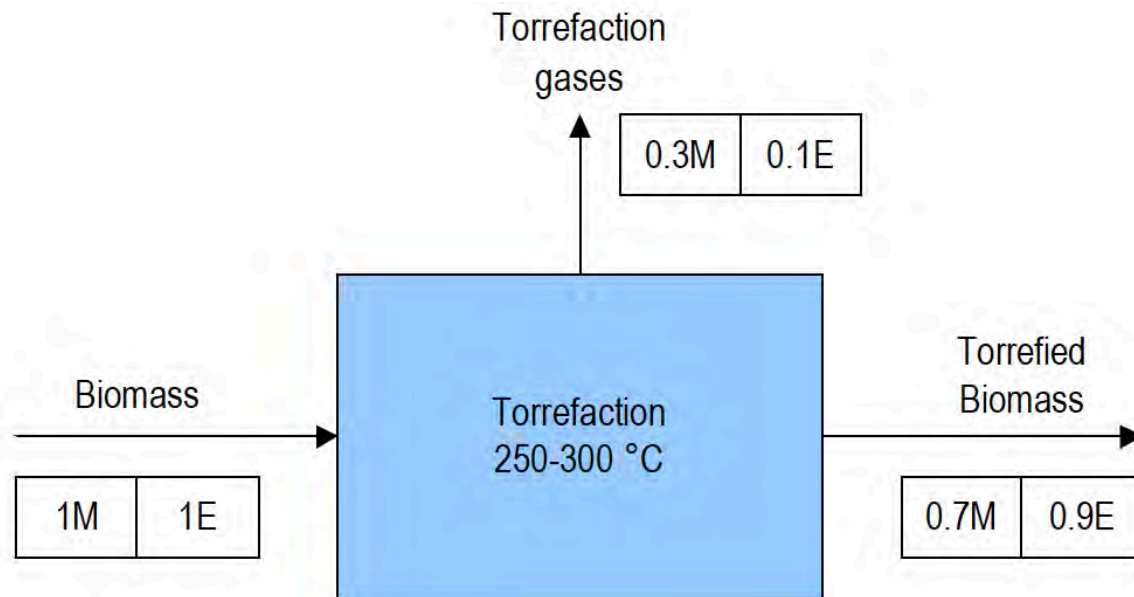 Torrefaction
gases
0.3M 0.1E
Biomass
1M 1E
Torrefaction
250-300 °C
Torrefied
Biomass
0.7M 0.9E